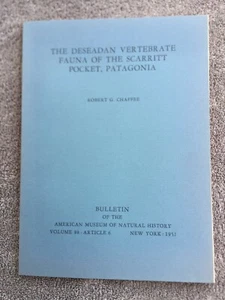 THE DESEADAN VERTEBRATE
FAUNA OF THE SCARRITT
POCKET, PATAGONIA
ROBERT H. CHAFFEE
BULLETIN
OF THE
AMERICAN MUSEUM OF NATURAL HISTORY
VOLUME 98 : ARTICLE 6 NEW YORK : 1952